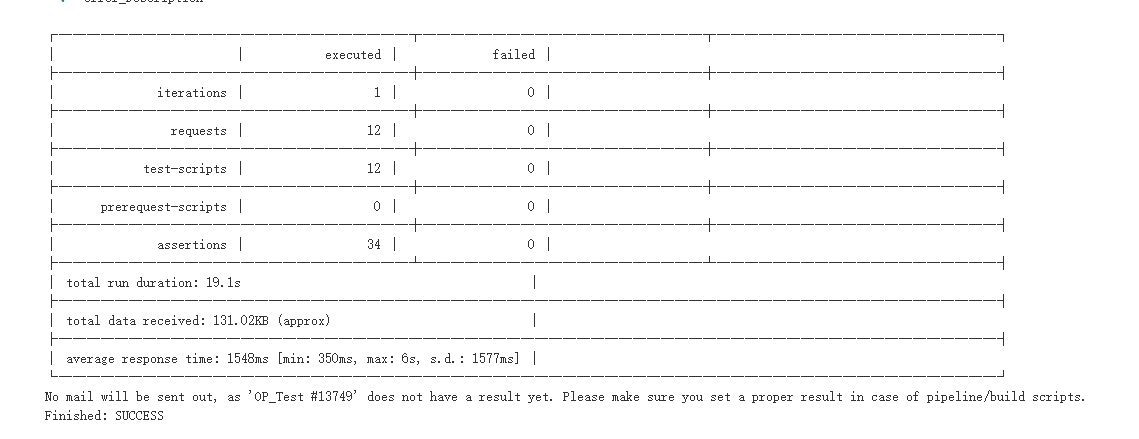 error_description
executed | failed |
iterations | 1 | 0 |
requests | 12 | 0 |
test-scripts | 12 | 0 |
prerequest-scripts | 0 | 0 |
assertions | 34 | 0 |
total run duration: 19.1s
total data received: 131.02KB (approx)
average response time: 1548ms [min: 350ms, max: 6s, s.d.: 1577ms]
No mail will be sent out, as 'OP_Test #13749' does not have a result yet. Please make sure you set a proper result in case of pipeline/build scripts.
Finished: SUCCESS